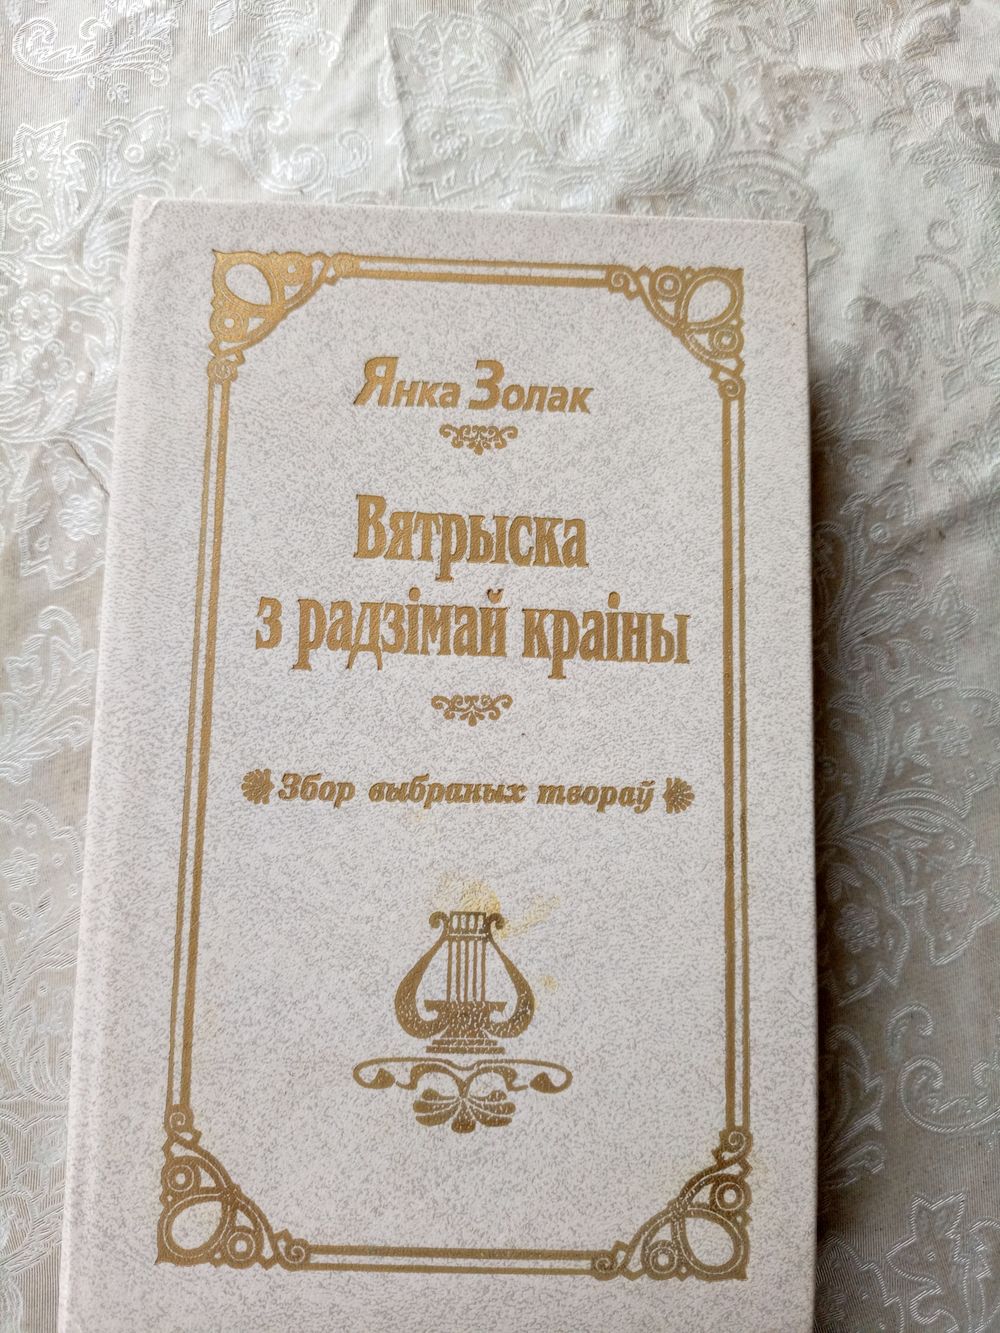 Янка Золак
Вятрыска
з радзімай краіны
Збор выбраных твораў